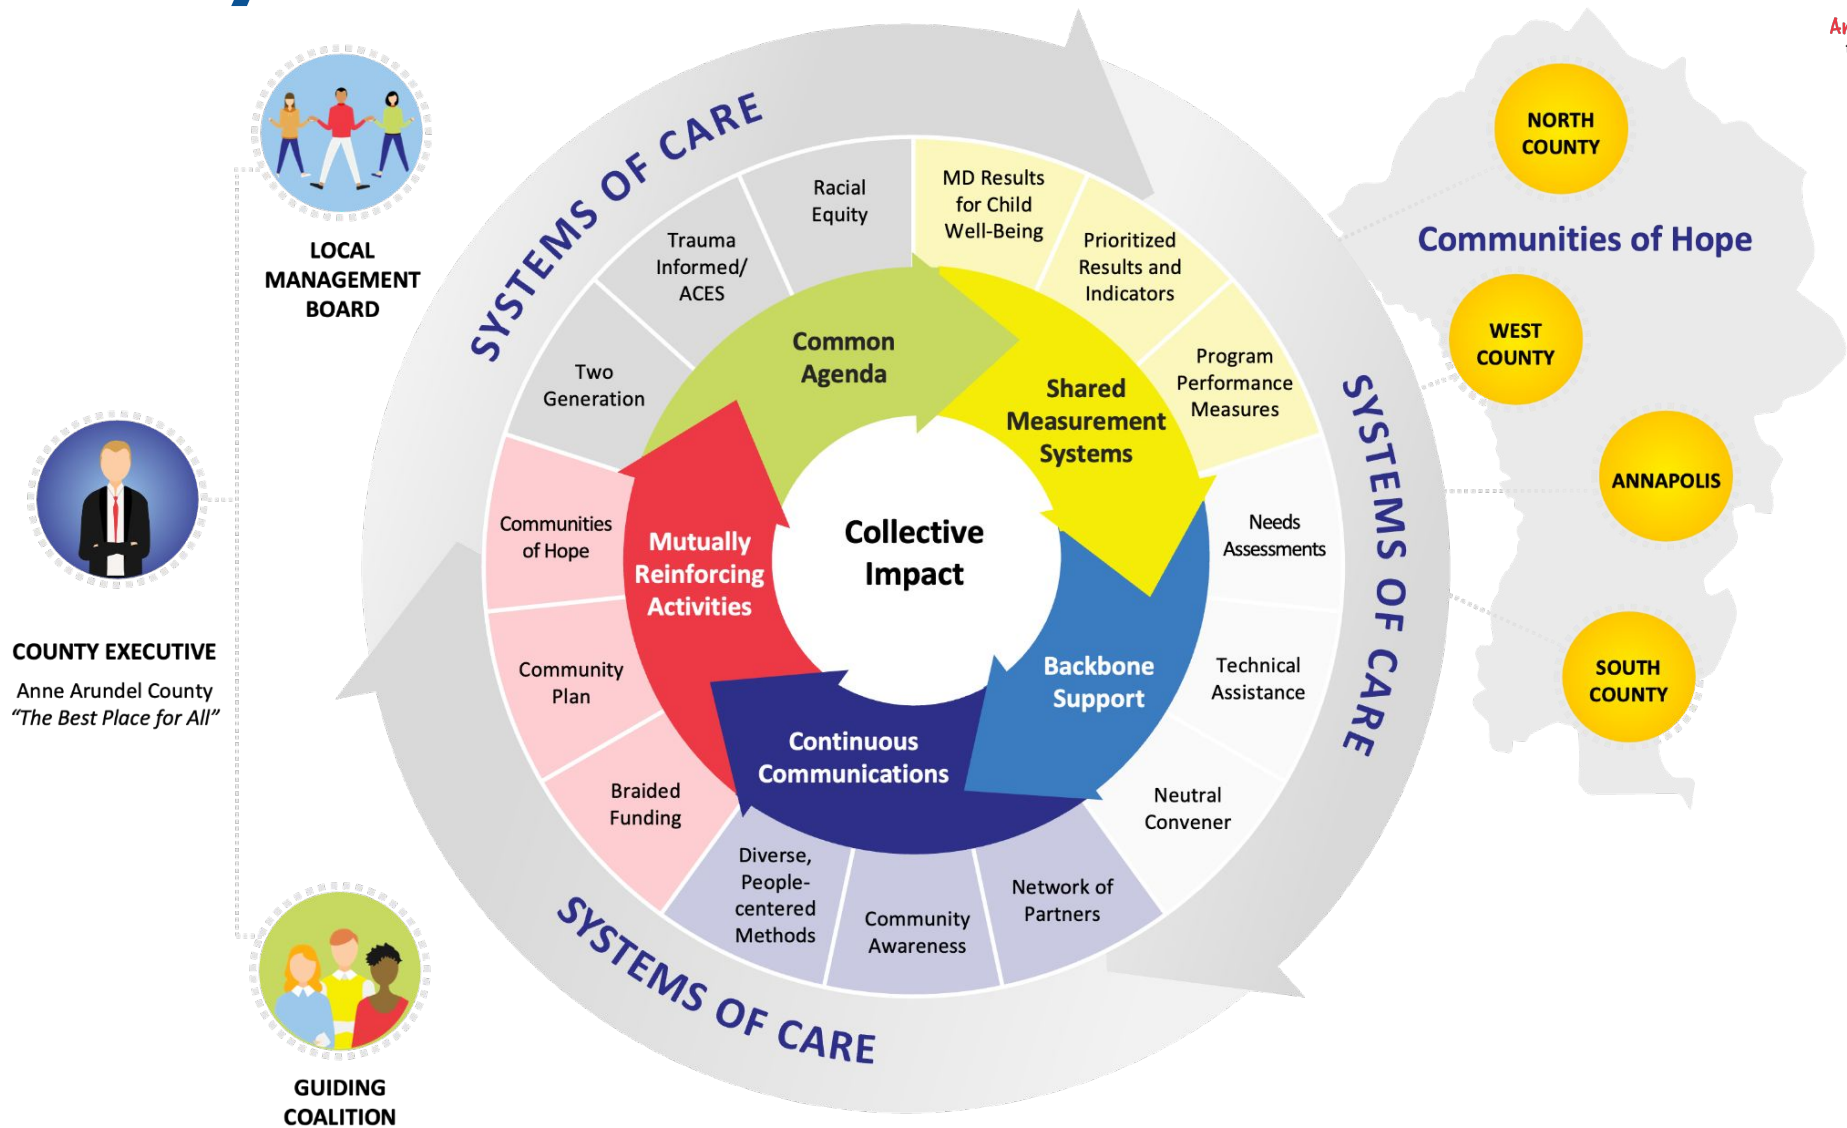 LOCAL
MANAGEMENT
BOARD
COUNTY EXECUTIVE
Anne Arundel County
“The Best Place for All”
GUIDING
COALITION
SYSTEMS OF CARE
SYSTEMS OF CARE
SYSTEMS OF CARE
Racial
Equity
Trauma
Informed/
ACES
Two
Generation
MD Results
for Child
Well-Being
Prioritized
Results and
Indicators
Program
Performance
Measures
Needs
Assessments
Technical
Assistance
Neutral
Convener
Network of
Partners
Community
Awareness
Diverse,
People-
centered
Methods
Braided
Funding
Community
Plan
Communities
of Hope
Common
Agenda
Shared
Measurement
Systems
Backbone
Support
Continuous
Communications
Mutually
Reinforcing
Activities
Collective
Impact
NORTH
COUNTY
Communities of Hope
WEST
COUNTY
ANNAPOLIS
SOUTH
COUNTY